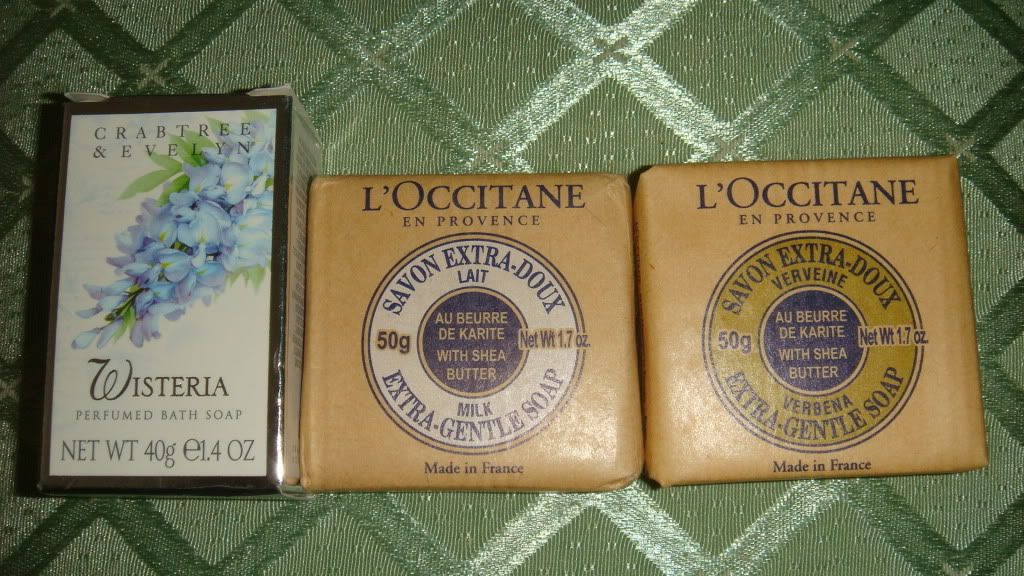 CRABTREE
& EVELYN
WISTERIA
PERFUMED BATH SOAP
NET WT 40g ℮1.4 OZ
L'OCCITANE
EN PROVENCE
SAVON EXTRA-DOUX
LAIT
50g
AU BEURRE
DE KARITE
WITH SHEA
BUTTER
Net Wt 1.7 oz.
MILK
EXTRA-GENTLE SOAP
Made in France
L'OCCITANE
EN PROVENCE
SAVON EXTRA-DOUX
VERVEINE
50g
AU BEURRE
DE KARITE
WITH SHEA
BUTTER
Net Wt 1.7 oz.
VERBENA
EXTRA-GENTLE SOAP
Made in France